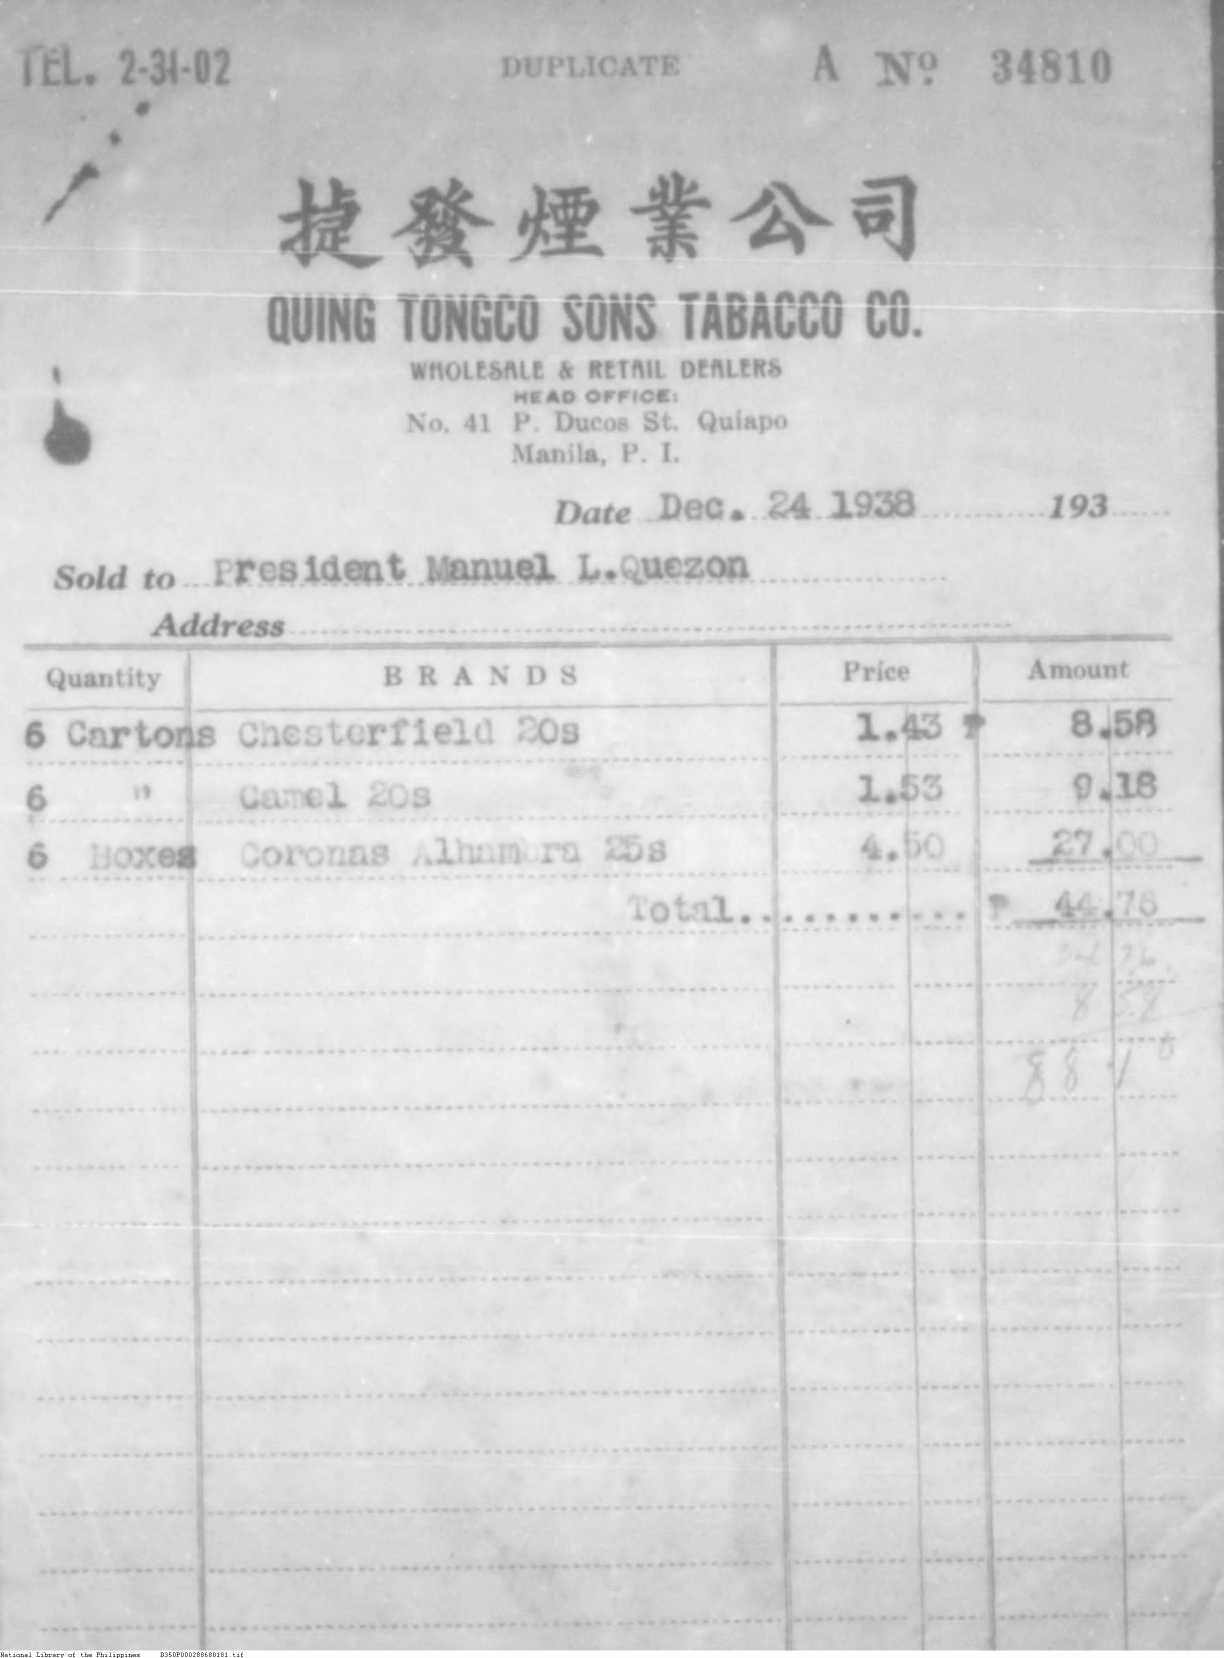 TEL. 2-31-02 DUPLICATE A Nº 34810
捷發煙業公司
QUING TONGCO SONS TABACCO CO.
WHOLESALE & RETAIL DEALERS
HEAD OFFICE:
No. 41 P. Ducos St. Quiapo
Manila, P. I.
Date Dec. 24 1938 193
Sold to President Manuel L.Quezon
Address
Quantity BRANDS Price Amount
6 Cartons Chesterfield 20s 1.43 ₱ 8.58
6 " Camel 20s 1.53 9.18
6 Boxes Coronas Alhambra 25s 4.50 27.00
Total............ ₱ 44.76
8 58
National Library of the Philippines